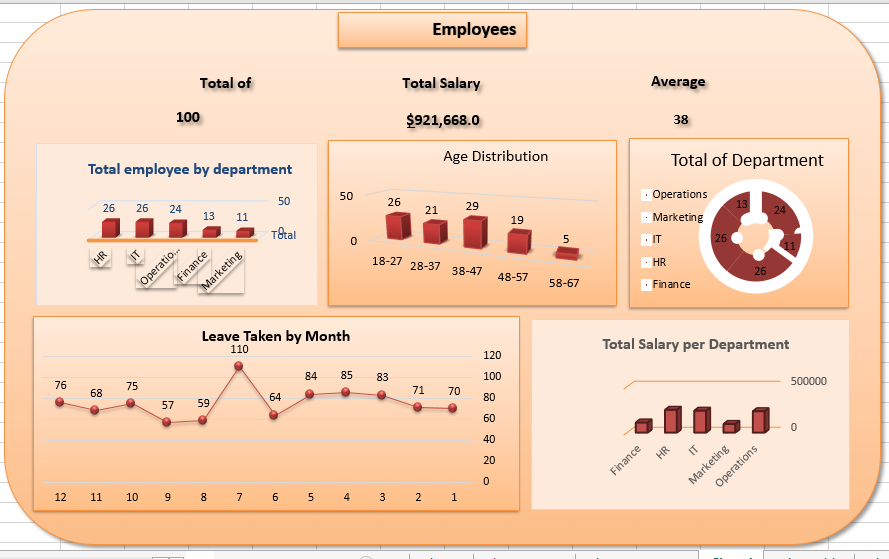 Employees
Total of
Total Salary
Average
100
$921,668.0
38
Total employee by department
26 26 24 13 11
50
0
Total
HR IT Operatio... Finance Marketing
Age Distribution
50
0
26 21 29 19 5
18-27 28-37 38-47 48-57 58-67
Total of Department
Operations
Marketing
IT
HR
Finance
13 24
26 11
26
Leave Taken by Month
76 68 75 57 59 110 64 84 85 83 71 70
120
100
80
60
40
20
0
12 11 10 9 8 7 6 5 4 3 2 1
Total Salary per Department
500000
0
Finance HR IT Marketing Operations